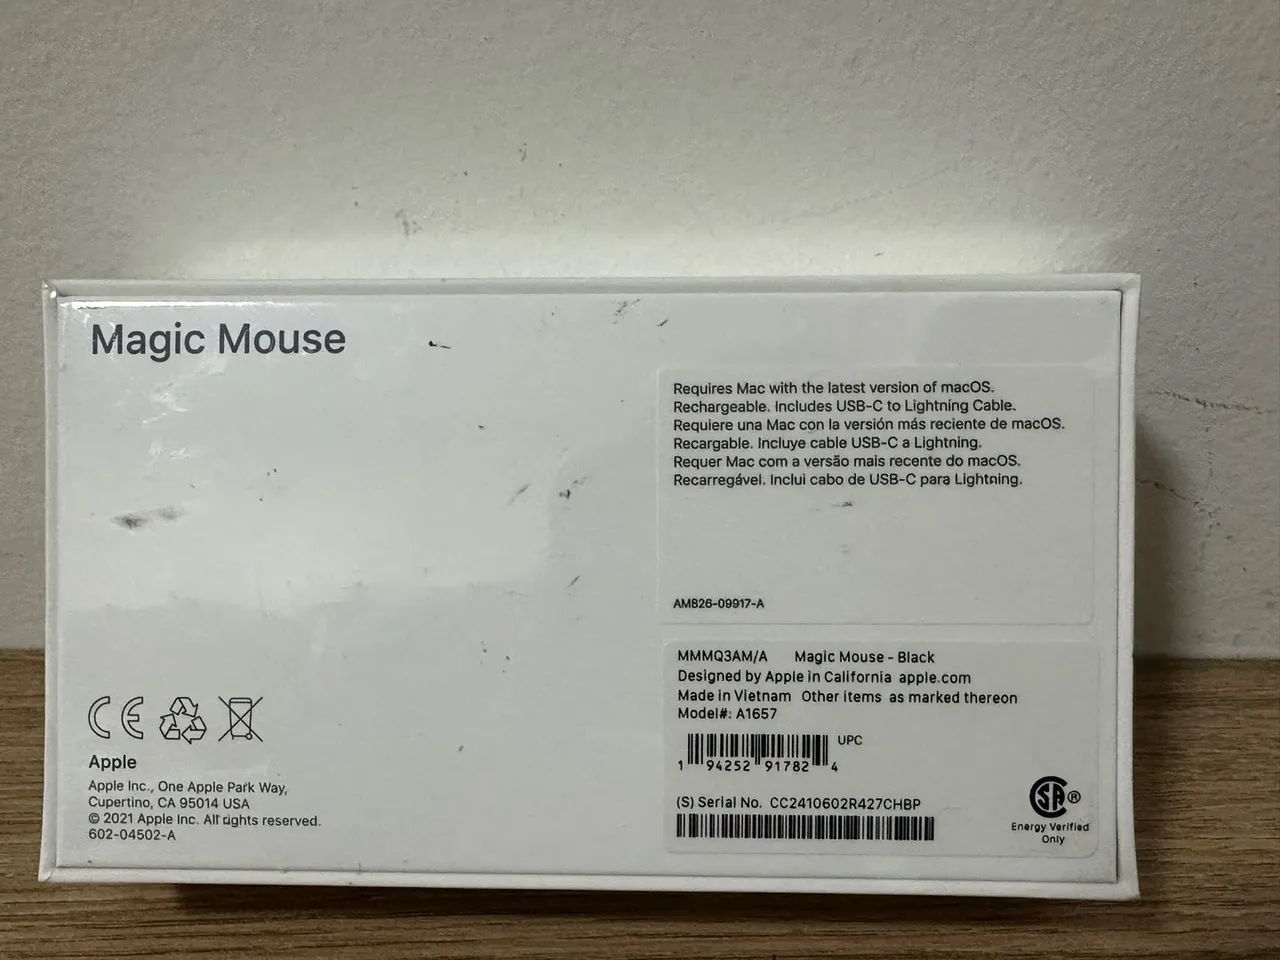 Magic Mouse
Requires Mac with the latest version of macOS.
Rechargeable. Includes USB-C to Lightning Cable.
Requiere una Mac con la versión más reciente de macOS.
Recargable. Incluye cable USB-C a Lightning.
Requer Mac com a versão mais recente do macOS.
Recarregável. Inclui cabo de USB-C para Lightning.
AM826-09917-A
MMMQ3AM/A Magic Mouse - Black
Designed by Apple in California apple.com
Made in Vietnam Other items as marked thereon
Model#: A1657
UPC
1 94252 91782 4
(S) Serial No. CC2410602R427CHBP
SA®
Energy Verified
Only
CE
Apple
Apple Inc., One Apple Park Way,
Cupertino, CA 95014 USA
© 2021 Apple Inc. All rights reserved.
602-04502-A